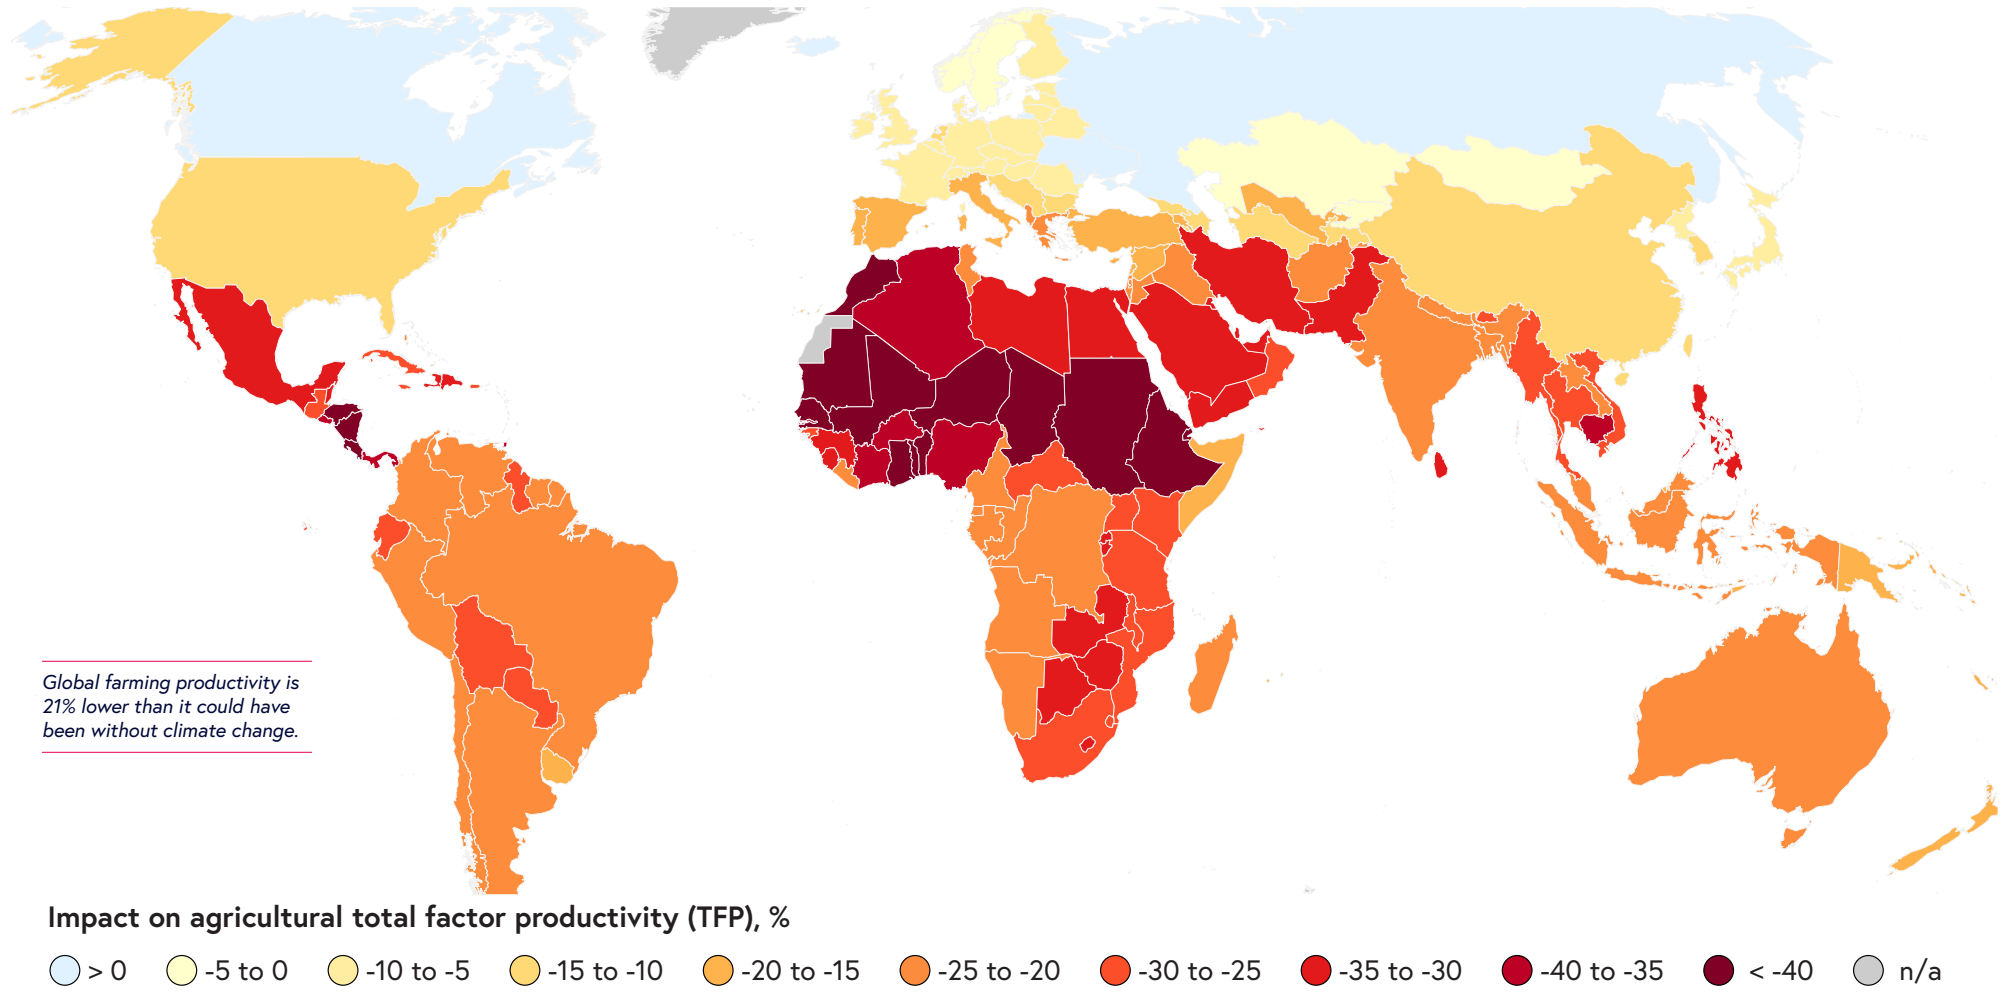 Global farming productivity is
21% lower than it could have
been without climate change.
Impact on agricultural total factor productivity (TFP), %
> 0
-5 to 0
-10 to -5
-15 to -10
-20 to -15
-25 to -20
-30 to -25
-35 to -30
-40 to -35
< -40
n/a